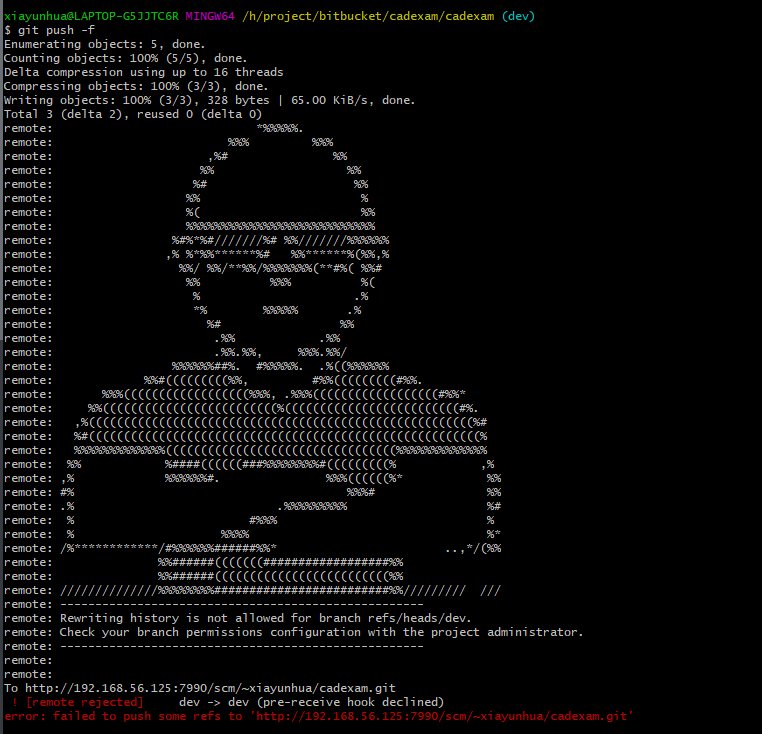 xiayunhua@LAPTOP-G5JJTC6R MINGW64 /h/project/bitbucket/cadexam/cadexam (dev)
$ git push -f
Enumerating objects: 5, done.
Counting objects: 100% (5/5), done.
Delta compression using up to 16 threads
Compressing objects: 100% (3/3), done.
Writing objects: 100% (3/3), 328 bytes | 65.00 KiB/s, done.
Total 3 (delta 2), reused 0 (delta 0)
remote:                              *%%%%%.
remote:                          %%%         %%%
remote:                       ,%#               %%
remote:                      %%                   %%
remote:                     %#                     %%
remote:                    %%                       %
remote:                    %(                       %%
remote:                    %%%%%%%%%%%%%%%%%%%%%%%%%%%
remote:                  %#%*%#///////%# %%///////%%%%%%
remote:                 ,% %*%%******%#   %%******%(%%,%
remote:                   %%/ %%/**%%/%%%%%%%(**#%( %%#
remote:                    %%          %%%          %(
remote:                     %                      .%
remote:                     *%        %%%%%       .%
remote:                       %#                 %%
remote:                        .%%            .%%
remote:                        .%%.%%,     %%%.%%/
remote:                  %%%%%%##%.  #%%%%%.  .%((%%%%%%
remote:              %%#(((((((((%%,         #%%(((((((((#%%.
remote:        %%%(((((((((((((((((((%%%, .%%%((((((((((((((((((#%%*
remote:      %%(((((((((((((((((((((((((%(((((((((((((((((((((((((#%.
remote:    ,%(((((((((((((((((((((((((((((((((((((((((((((((((((((((%#
remote:    %#((((((((((((((((((((((((((((((((((((((((((((((((((((((((%
remote:    %%%%%%%%%%%%%(((((((((((((((((((((((((((((((((%%%%%%%%%%%%%
remote:   %%            %####((((((###%%%%%%%%#(((((((((%            ,%
remote:  ,%             %%%%%%#.               %%%((((((%*            %%
remote:  #%                                       %%%#                %%
remote:  .%                             .%%%%%%%%%                    %#
remote:   %                         #%%%                              %
remote:   %                     %%%%                                  %*
remote:  /%************/#%%%%%%######%%*                        ..,*/(%%
remote:                %%######(((((((##################%%
remote:                %%######(((((((((((((((((((((((((%%
remote:  //////////////%%%%%%%%#########################%%/////////  ///
remote: ----------------------------------------------------
remote: Rewriting history is not allowed for branch refs/heads/dev.
remote: Check your branch permissions configuration with the project administrator.
remote: ----------------------------------------------------
remote:
remote:
To http://192.168.56.125:7990/scm/~xiayunhua/cadexam.git
 ! [remote rejected]     dev -> dev (pre-receive hook declined)
error: failed to push some refs to 'http://192.168.56.125:7990/scm/~xiayunhua/cadexam.git'